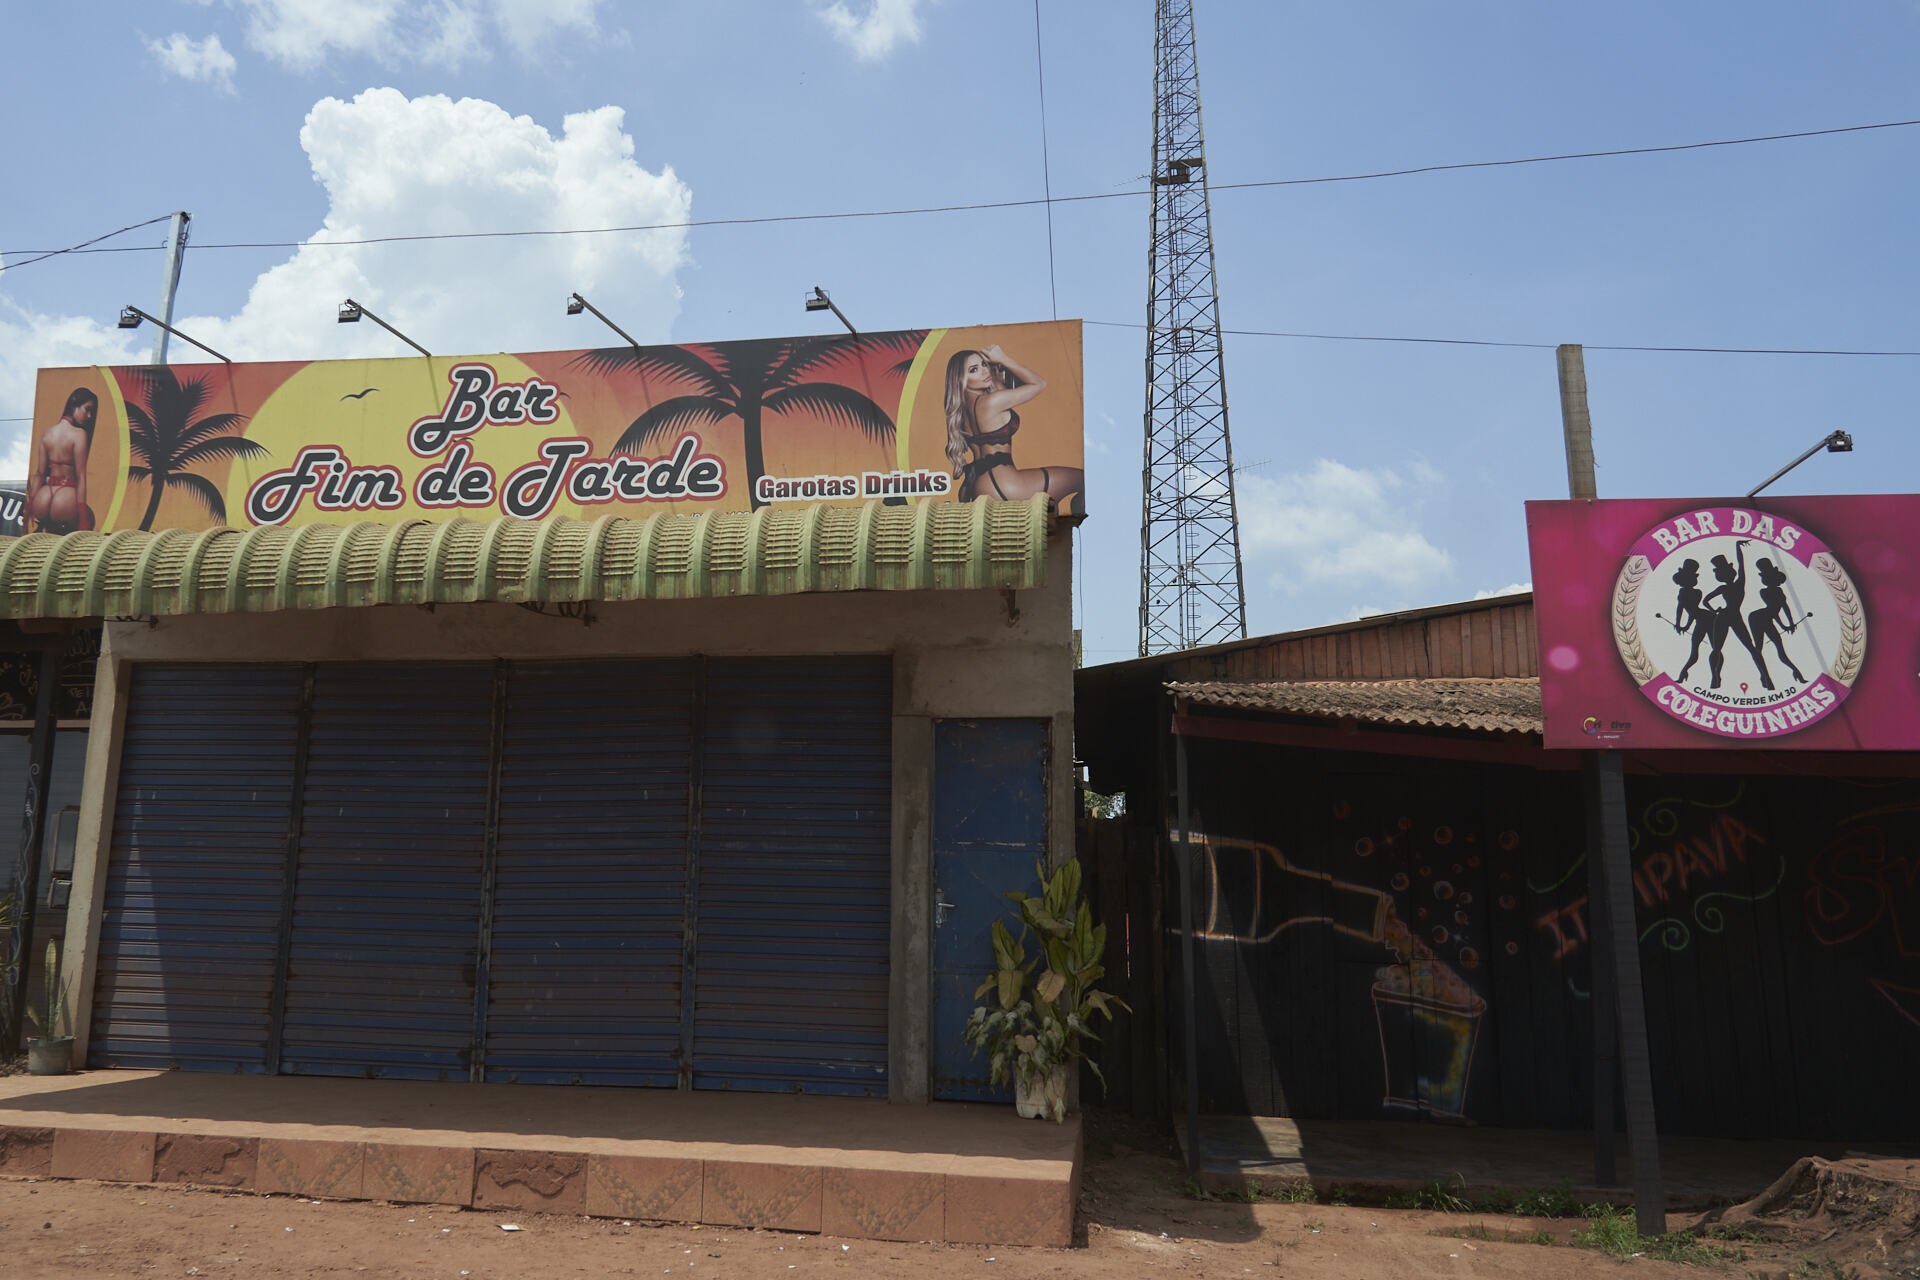 Bar
Fim de Tarde
Garotas Drinks
BAR DAS
CAMPO VERDE KM 30
COLEGUINHAS
ITAIPAVA